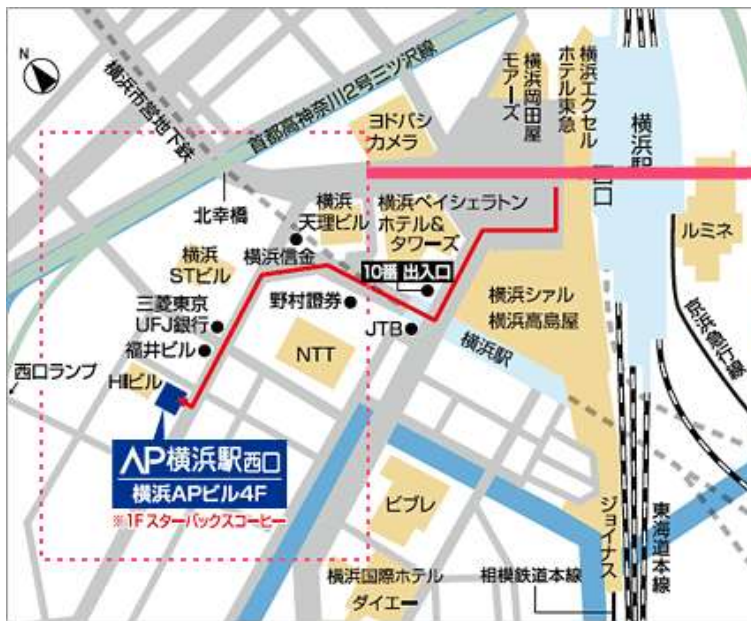 N
横浜市営地下鉄
首都高神奈川2号三ツ沢線
ヨドバシ
カメラ
横浜岡田屋
モアーズ
横浜エクセル
ホテル東急
横浜駅
北幸橋
横浜
天理ビル
横浜ベイシェラトン
ホテル&
タワーズ
ルミネ
横浜信金
横浜
STビル
10番 出入口
野村證券
横浜シァル
横浜高島屋
三菱東京
UFJ銀行
JTB
横浜駅
京浜急行線
福井ビル
NTT
西口ランプ
HIIビル
AP横浜駅西口
横浜APビル4F
※1Fスターバックスコーヒー
ビブレ
ジョイナス
東海道本線
横浜国際ホテル
ダイエー
相模鉄道本線